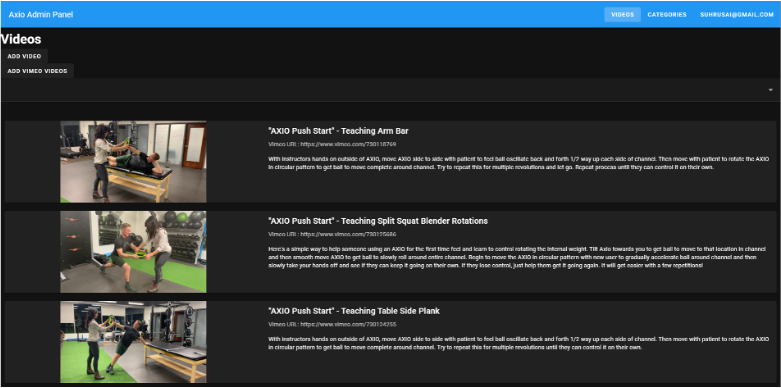 Axio Admin Panel
VIDEOS
CATEGORIES
SUHRUSAI@GMAIL.COM
Videos
ADD VIDEO
ADD VIMEO VIDEOS
"AXIO Push Start" - Teaching Arm Bar
Vimeo URL: https://www.vimeo.com/730118769
With instructors hands on outside of AXIO, move AXIO side to side with patient to feel ball oscillate back and forth 1/2 way up each side of channel. Then move with patient to rotate the AXIO
in circular pattern to get ball to move complete around channel. Try to repeat this for multiple revolutions and let go. Repeat process until they can control it on their own.
"AXIO Push Start" - Teaching Split Squat Blender Rotations
Vimeo URL: https://www.vimeo.com/730125686
Here's a simple way to help someone using an AXIO for the first time feel and learn to control rotating the internal weight. Tilt Axio towards you to get ball to move to that location in channel
and then smooth move AXIO to get ball to slowly roll around entire channel. Begin to move the AXIO in circular pattern with new user to gradually accelerate ball around channel and then
slowly take your hands off and see if they can keep it going on their own. If they lose control, just help them get it going again. It will get easier with a few repetitions!
"AXIO Push Start" - Teaching Table Side Plank
Vimeo URL: https://www.vimeo.com/730124255
With instructors hands on outside of AXIO, move AXIO side to side with patient to feel ball oscillate back and forth 1/2 way up each side of channel. Then move with patient to rotate the AXIO
in circular pattern to get ball to move complete around channel. Try to repeat this for multiple revolutions until they can control it on their own.